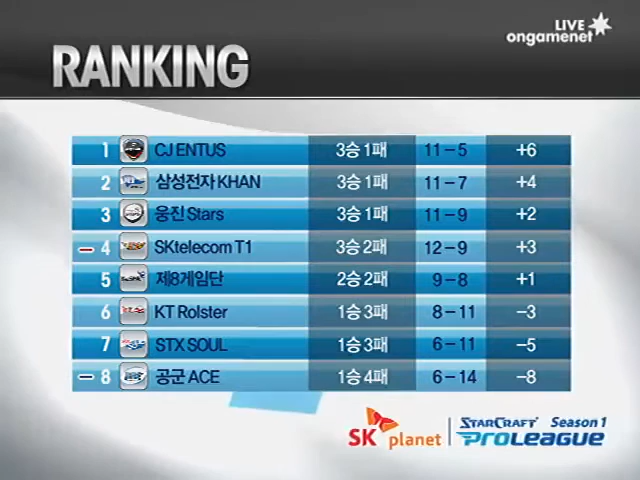 LIVE
ongamenet
RANKING
1 CJ ENTUS 3승 1패 11-5 +6
2 삼성전자 KHAN 3승 1패 11-7 +4
3 웅진 Stars 3승 1패 11-9 +2
4 SKtelecom T1 3승 2패 12-9 +3
5 제8게임단 2승 2패 9-8 +1
6 KT Rolster 1승 3패 8-11 -3
7 STX SOUL 1승 3패 6-11 -5
8 공군 ACE 1승 4패 6-14 -8
SK planet
STARCRAFT Season 1
PROLEAGUE